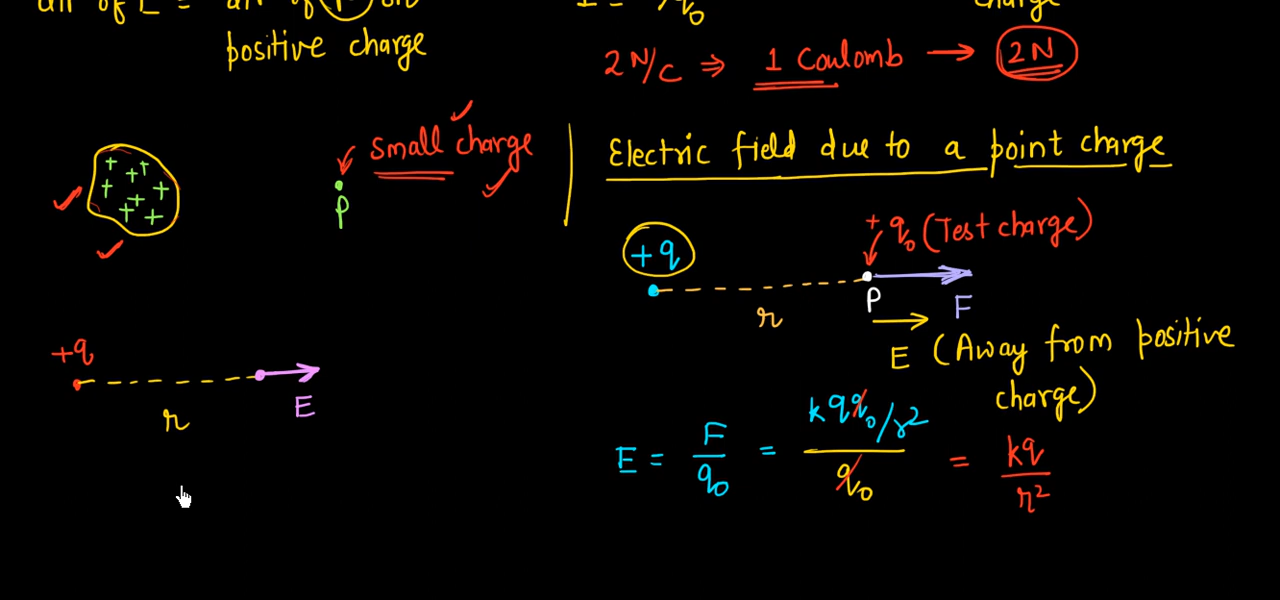 positive charge
2 N/C ⇒ 1 Coulomb → 2N
small charge
P
Electric field due to a point charge
+q
+q₀ (Test charge)
r
P
F
E (Away from positive charge)
+q
r
E
E = F/q₀ = (kqq₀/r²)/q₀ = kq/r²